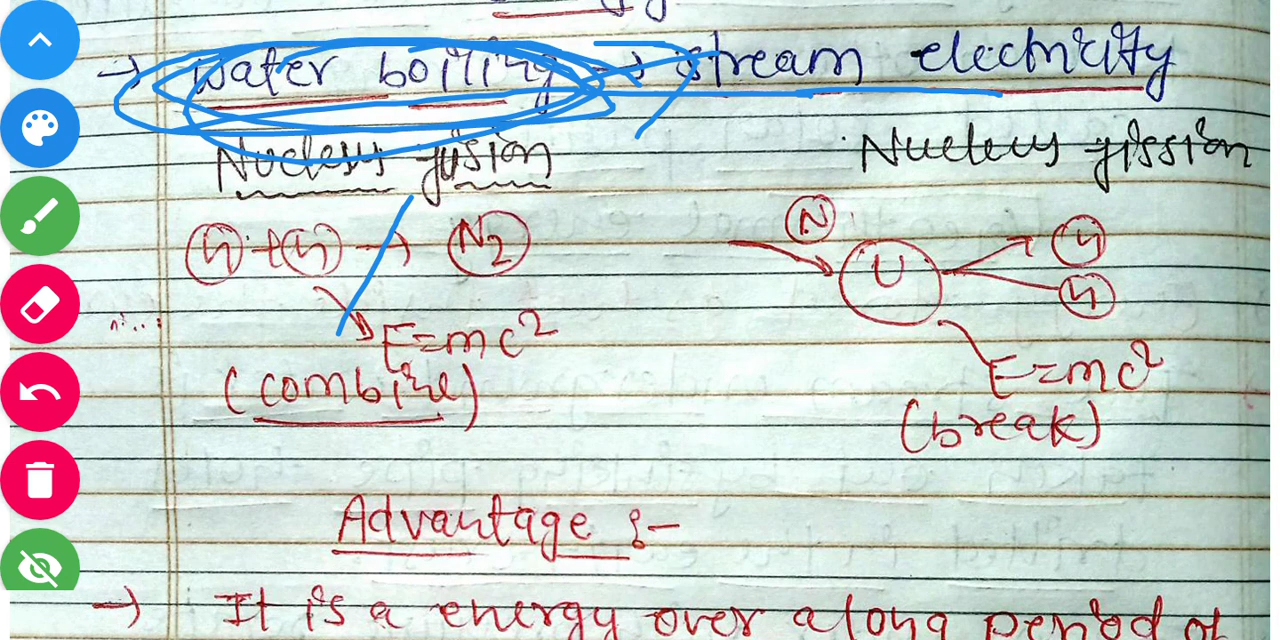 → water boiling → stream electricity
Nucleus fusion
Nucleus fission
→ N2
N
U
E=mc²
(combine)
E=mc²
(break)
Advantage :-
→ It is a energy over along period of